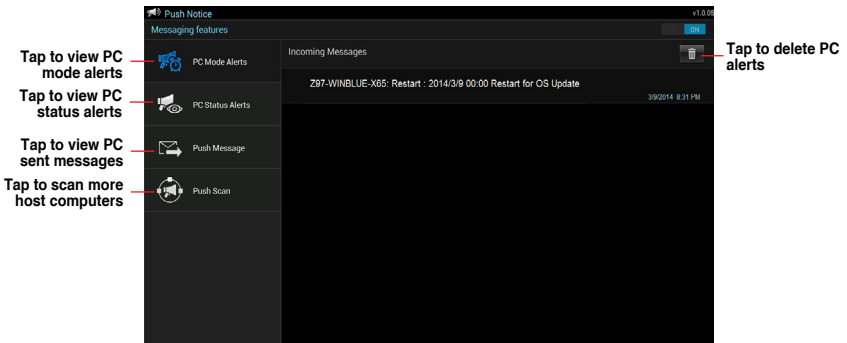 Push Notice
v1.0.05
Messaging features
ON
Tap to view PC
mode alerts
PC Mode Alerts
Incoming Messages
Tap to delete PC
alerts
Z97-WINBLUE-X65: Restart : 2014/3/9 00:00 Restart for OS Update
3/9/2014 8:31 PM
Tap to view PC
status alerts
PC Status Alerts
Tap to view PC
sent messages
Push Message
Tap to scan more
host computers
Push Scan